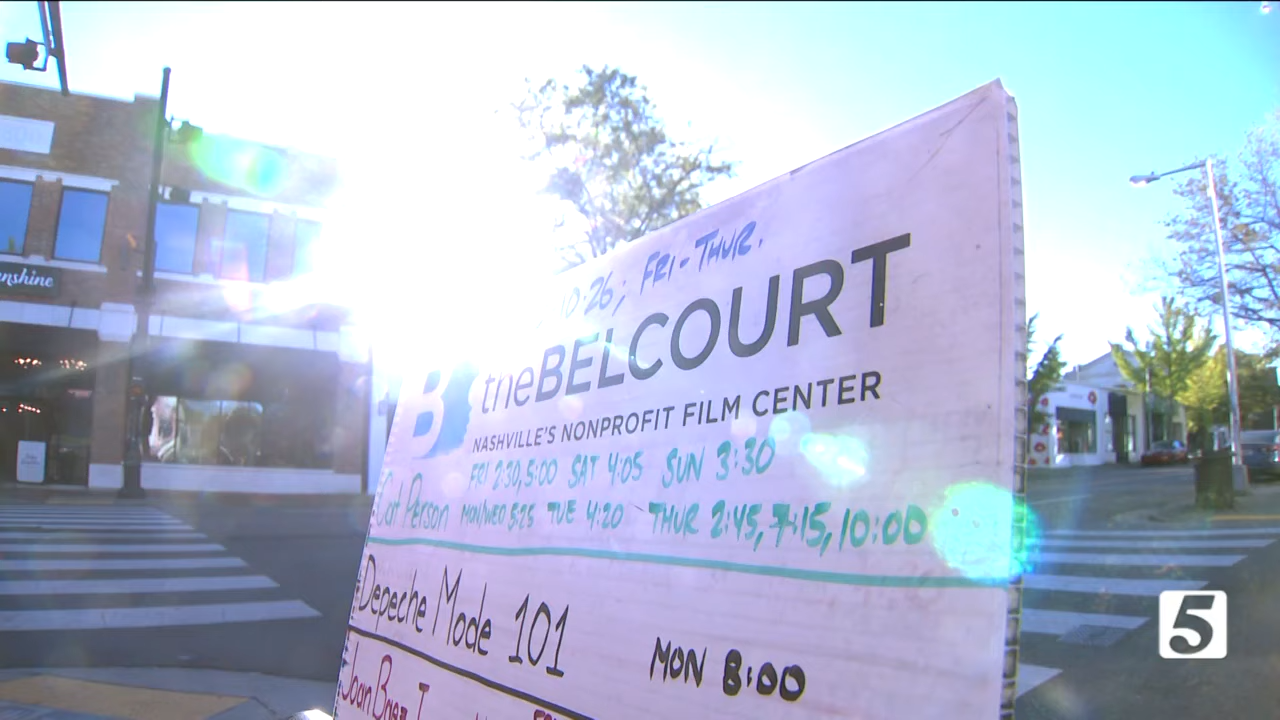 10·26; FRI-THUR.
B theBELCOURT
NASHVILLE'S NONPROFIT FILM CENTER
FRI 2:30, 5:00 SAT 4:05 SUN 3:30
Cat Person MON/WED 5:25 TUE 4:20 THUR 2:45, 7:15, 10:00
Depeche Mode 101 MON 8:00
Joan Baez I
nshine
5